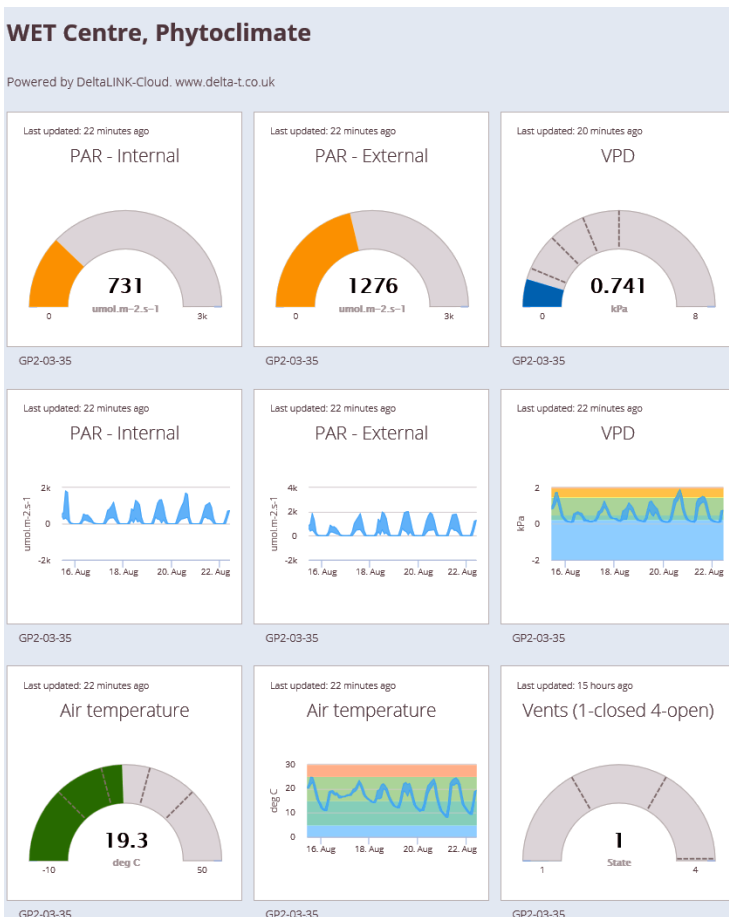 WET Centre, Phytoclimate
Powered by DeltaLINK-Cloud. www.delta-t.co.uk
Last updated: 22 minutes ago
PAR - Internal
731
umol.m-2.s-1
0
3k
GP2-03-35
Last updated: 22 minutes ago
PAR - External
1276
umol.m-2.s-1
0
3k
GP2-03-35
Last updated: 20 minutes ago
VPD
0.741
kPa
0
8
GP2-03-35
Last updated: 22 minutes ago
PAR - Internal
umol.m-2.s-1
2k
0
-2k
16. Aug 18. Aug 20. Aug 22. Aug
GP2-03-35
Last updated: 22 minutes ago
PAR - External
umol.m-2.s-1
4k
2k
0
-2k
16. Aug 18. Aug 20. Aug 22. Aug
GP2-03-35
Last updated: 22 minutes ago
VPD
kPa
2
0
-2
16. Aug 18. Aug 20. Aug 22. Aug
GP2-03-35
Last updated: 22 minutes ago
Air temperature
19.3
deg C
-10
50
GP2-03-35
Last updated: 22 minutes ago
Air temperature
deg C
30
20
10
0
16. Aug 18. Aug 20. Aug 22. Aug
GP2-03-35
Last updated: 15 hours ago
Vents (1-closed 4-open)
1
State
1
4
GP2-03-35